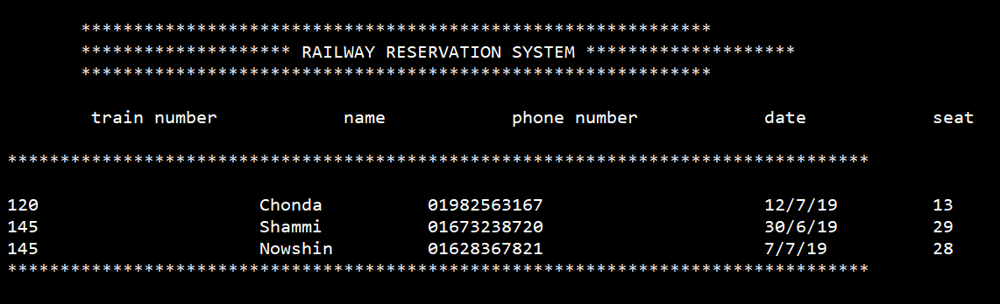 ************************************************************
******************** RAILWAY RESERVATION SYSTEM ********************
************************************************************
train number name phone number date seat
**********************************************************************************
120 Chonda 01982563167 12/7/19 13
145 Shammi 01673238720 30/6/19 29
145 Nowshin 01628367821 7/7/19 28
**********************************************************************************